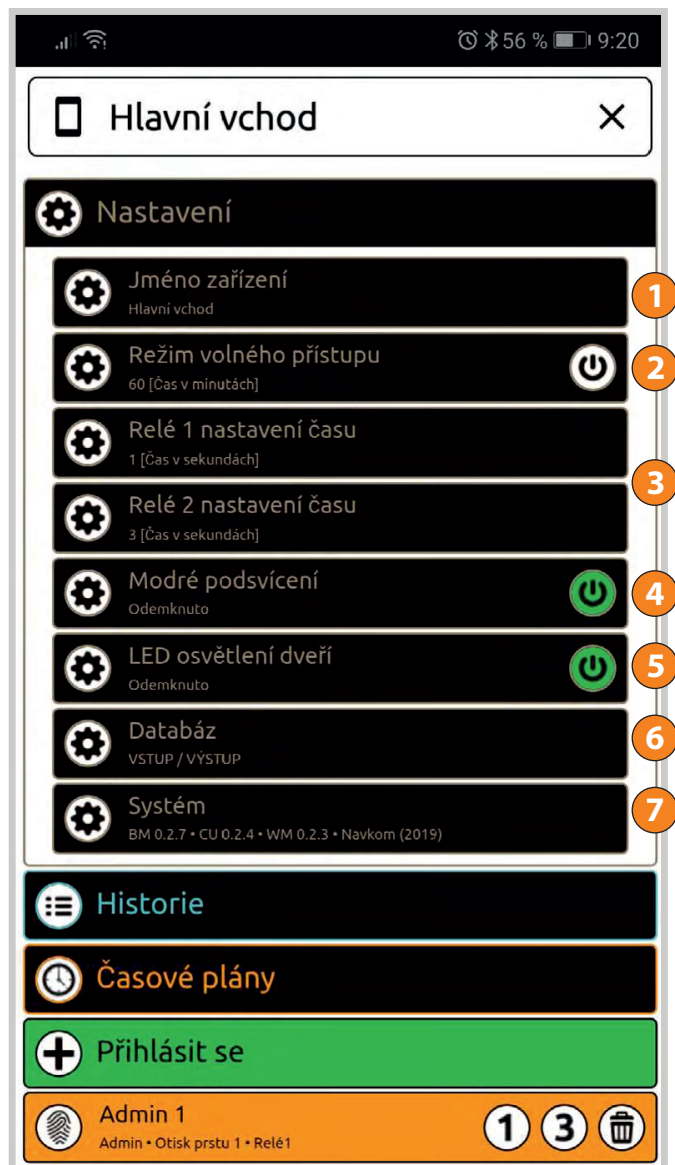 56 % 9:20
Hlavní vchod
Nastavení
Jméno zařízení
Hlavní vchod
1
Režim volného přístupu
60 [Čas v minutách]
2
Relé 1 nastavení času
1 [Čas v sekundách]
3
Relé 2 nastavení času
3 [Čas v sekundách]
Modré podsvícení
Odemknuto
4
LED osvětlení dveří
Odemknuto
5
Databáz
VSTUP / VÝSTUP
6
Systém
BM 0.2.7 • CU 0.2.4 • WM 0.2.3 • Navkom (2019)
7
Historie
Časové plány
Přihlásit se
Admin 1
Admin • Otisk prstu 1 • Relé1
1 3